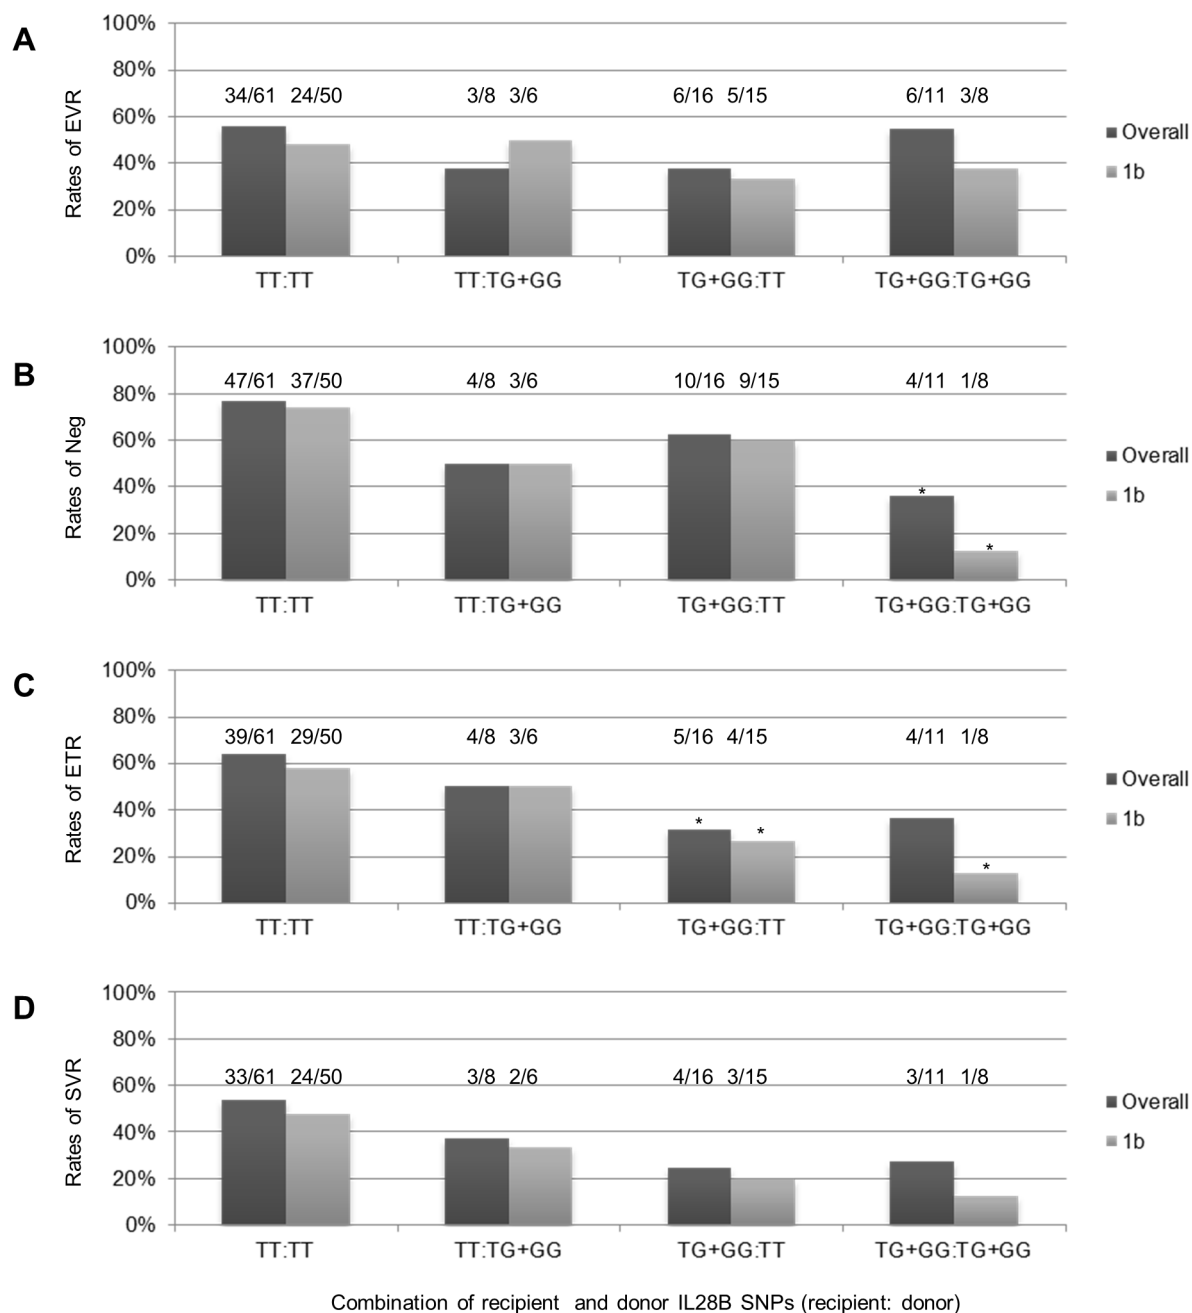 A
Rates of EVR
100%
80%
60%
40%
20%
0%
34/61 24/50
3/8 3/6
6/16 5/15
6/11 3/8
TT:TT
TT:TG+GG
TG+GG:TT
TG+GG:TG+GG
Overall
1b
B
Rates of Neg
100%
80%
60%
40%
20%
0%
47/61 37/50
4/8 3/6
10/16 9/15
4/11 1/8
*
*
TT:TT
TT:TG+GG
TG+GG:TT
TG+GG:TG+GG
Overall
1b
C
Rates of ETR
100%
80%
60%
40%
20%
0%
39/61 29/50
4/8 3/6
5/16 4/15
4/11 1/8
*
*
*
TT:TT
TT:TG+GG
TG+GG:TT
TG+GG:TG+GG
Overall
1b
D
Rates of SVR
100%
80%
60%
40%
20%
0%
33/61 24/50
3/8 2/6
4/16 3/15
3/11 1/8
TT:TT
TT:TG+GG
TG+GG:TT
TG+GG:TG+GG
Overall
1b
Combination of recipient and donor IL28B SNPs (recipient: donor)